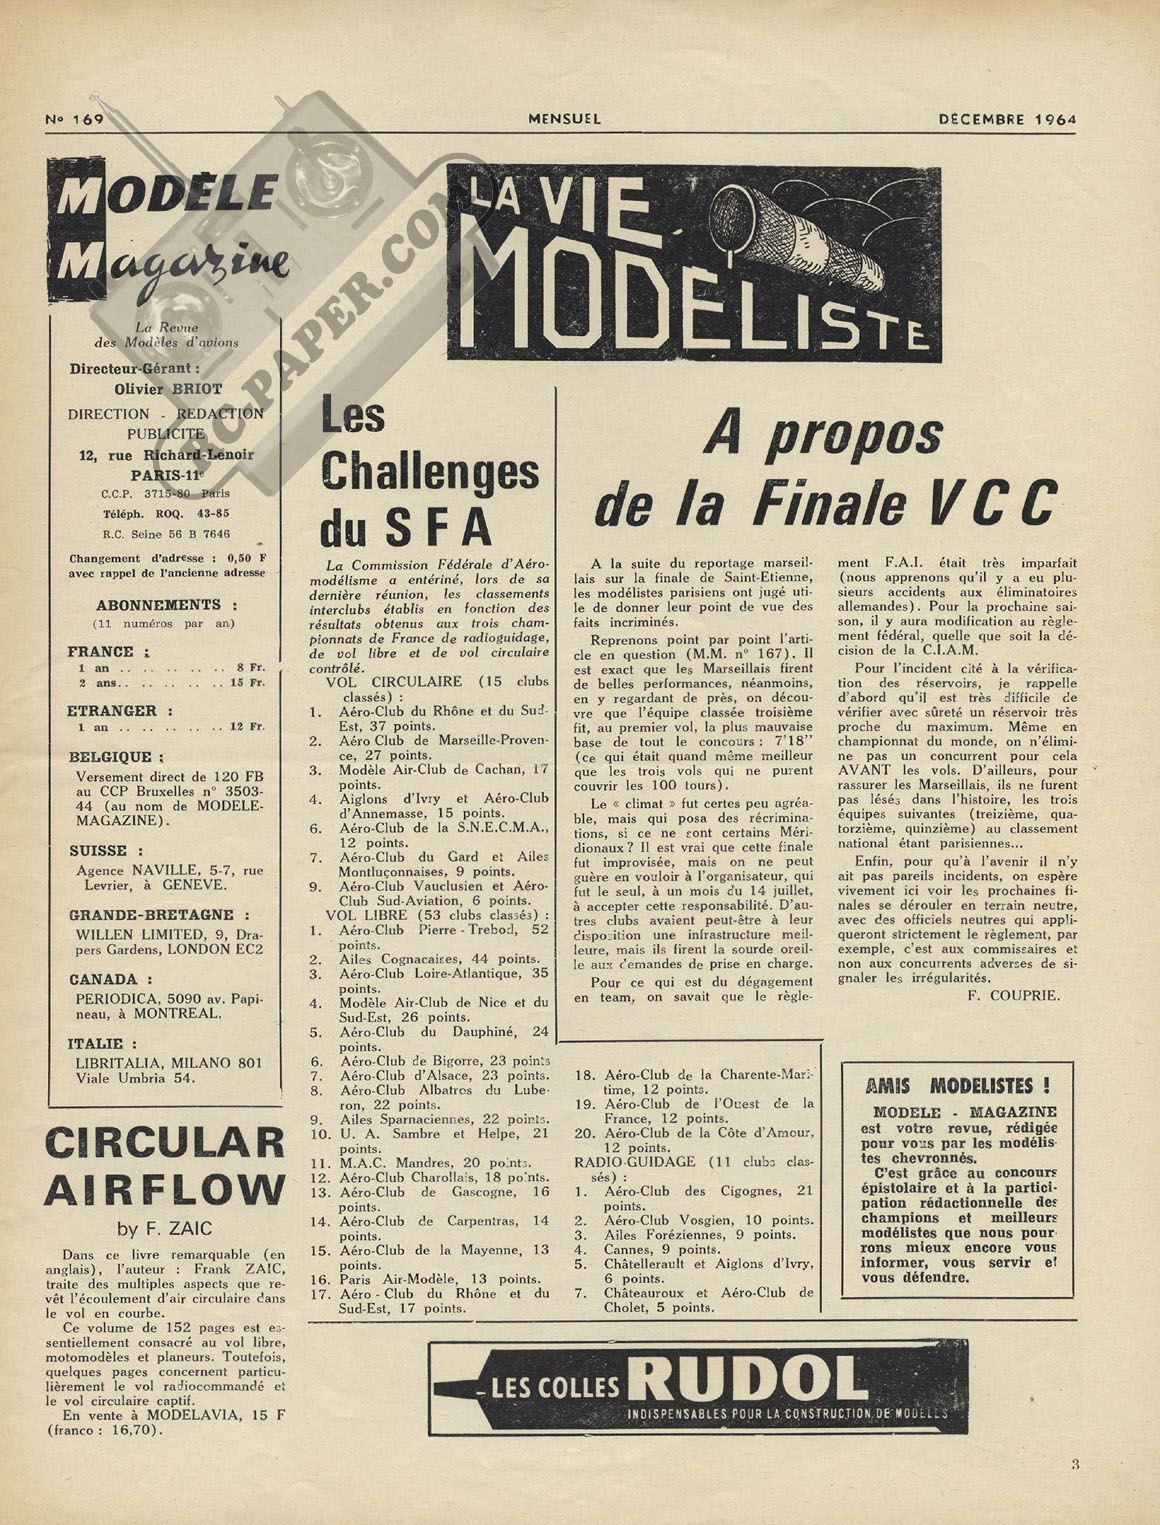 Nº 169
MENSUEL
DÉCEMBRE 1964
MODÈLE
Magazine
La Revue
des Modèles d'avions
Directeur-Gérant :
Olivier BRIOT
DIRECTION - REDACTION
PUBLICITE
12, rue Richard-Lenoir
PARIS-11e
C.C.P. 3715-80 Paris
Téléph. ROQ. 43-85
R.C. Seine 56 B 7646
Changement d'adresse : 0,50 F
avec rappel de l'ancienne adresse
ABONNEMENTS :
(11 numéros par an)
FRANCE :
1 an .. .. .. .. .. .. 8 Fr.
2 ans.. .. .. .. .. .. 15 Fr.
ETRANGER :
1 an .. .. .. .. .. .. 12 Fr.
BELGIQUE :
Versement direct de 120 FB
au CCP Bruxelles n° 3503-
44 (au nom de MODELE-
MAGAZINE).
SUISSE :
Agence NAVILLE, 5-7, rue
Levrier, à GENEVE.
GRANDE-BRETAGNE :
WILLEN LIMITED, 9, Dra-
pers Gardens, LONDON EC2
CANADA :
PERIODICA, 5090 av. Papi-
neau, à MONTREAL.
ITALIE :
LIBRITALIA, MILANO 801
Viale Umbria 54.
CIRCULAR
AIRFLOW
by F. ZAIC
Dans ce livre remarquable (en
anglais), l'auteur : Frank ZAIC,
traite des multiples aspects que re-
vêt l'écoulement d'air circulaire dans
le vol en courbe.
Ce volume de 152 pages est es-
sentiellement consacré au vol libre,
motomodèles et planeurs. Toutefois,
quelques pages concernent particu-
lièrement le vol radiocommandé et
le vol circulaire captif.
En vente à MODELAVIA, 15 F
(franco : 16,70).
LA VIE
MODELISTE
Les
Challenges
du SFA
La Commission Fédérale d'Aéro-
modélisme a entériné, lors de sa
dernière réunion, les classements
interclubs établis en fonction des
résultats obtenus aux trois cham-
pionnats de France de radioguidage,
de vol libre et de vol circulaire
contrôlé.
VOL CIRCULAIRE (15 clubs
classés) :
1. Aéro-Club du Rhône et du Sud-
Est, 37 points.
2. Aéro Club de Marseille-Proven-
ce, 27 points.
3. Modèle Air-Club de Cachan, 17
points.
4. Aiglons d'Ivry et Aéro-Club
d'Annemasse, 15 points.
6. Aéro-Club de la S.N.E.C.M.A.,
12 points.
7. Aéro-Club du Gard et Ailes
Montluçonnaises, 9 points.
9. Aéro-Club Vauclusien et Aéro-
Club Sud-Aviation, 6 points.
VOL LIBRE (53 clubs classés) :
1. Aéro-Club Pierre - Trebod, 52
points.
2. Ailes Cognacaises, 44 points.
3. Aéro-Club Loire-Atlantique, 35
points.
4. Modèle Air-Club de Nice et du
Sud-Est, 26 points.
5. Aéro-Club du Dauphiné, 24
points.
6. Aéro-Club de Bigorre, 23 points
7. Aéro-Club d'Alsace, 23 points.
8. Aéro-Club Albatros du Lube-
ron, 22 points.
9. Ailes Sparnaciennes, 22 points.
10. U. A. Sambre et Helpe, 21
points.
11. M.A.C. Mandres, 20 points.
12. Aéro-Club Charollais, 18 points.
13. Aéro-Club de Gascogne, 16
points.
14. Aéro-Club de Carpentras, 14
points.
15. Aéro-Club de la Mayenne, 13
points.
16. Paris Air-Modèle, 13 points.
17. Aéro - Club du Rhône et du
Sud-Est, 17 points.
18. Aéro-Club de la Charente-Mari-
time, 12 points.
19. Aéro-Club de l'Ouest de la
France, 12 points.
20. Aéro-Club de la Côte d'Amour,
12 points.
RADIO-GUIDAGE (11 clubs clas-
sés) :
1. Aéro-Club des Cigognes, 21
points.
2. Aéro-Club Vosgien, 10 points.
3. Ailes Foréziennes, 9 points.
4. Cannes, 9 points.
5. Châtellerault et Aiglons d'Ivry,
6 points.
7. Châteauroux et Aéro-Club de
Cholet, 5 points.
A propos
de la Finale VCC
A la suite du reportage marseil-
lais sur la finale de Saint-Etienne,
les modélistes parisiens ont jugé uti-
le de donner leur point de vue des
faits incriminés.
Reprenons point par point l'arti-
cle en question (M.M. n° 167). Il
est exact que les Marseillais firent
de belles performances, néanmoins,
en y regardant de près, on décou-
vre que l'équipe classée troisième
fit, au premier vol, la plus mauvaise
base de tout le concours : 7'18"
(ce qui était quand même meilleur
que les trois vols qui ne purent
couvrir les 100 tours).
Le « climat » fut certes peu agréa-
ble, mais qui posa des récrimina-
tions, si ce ne sont certains Méri-
dionaux ? Il est vrai que cette finale
fut improvisée, mais on ne peut
guère en vouloir à l'organisateur, qui
fut le seul, à un mois du 14 juillet,
à accepter cette responsabilité. D'au-
tres clubs avaient peut-être à leur
disposition une infrastructure meil-
leure, mais ils firent la sourde oreil-
le aux demandes de prise en charge.
Pour ce qui est du dégagement
en team, on savait que le règle-
ment F.A.I. était très imparfait
(nous apprenons qu'il y a eu plu-
sieurs accidents aux éliminatoires
allemandes). Pour la prochaine sai-
son, il y aura modification au règle-
ment fédéral, quelle que soit la dé-
cision de la C.I.A.M.
Pour l'incident cité à la vérifica-
tion des réservoirs, je rappelle
d'abord qu'il est très difficile de
vérifier avec sûreté un réservoir très
proche du maximum. Même en
championnat du monde, on n'élimi-
ne pas un concurrent pour cela
AVANT les vols. D'ailleurs, pour
rassurer les Marseillais, ils ne furent
pas lésés dans l'histoire, les trois
équipes suivantes (treizième, qua-
torzième, quinzième) au classement
national étant parisiennes...
Enfin, pour qu'à l'avenir il n'y
ait pas pareils incidents, on espère
vivement ici voir les prochaines fi-
nales se dérouler en terrain neutre,
avec des officiels neutres qui appli-
queront strictement le règlement, par
exemple, c'est aux commissaires et
non aux concurrents adverses de si-
gnaler les irrégularités.
F. COUPRIE.
AMIS MODELISTES !
MODELE - MAGAZINE
est votre revue, rédigée
pour vous par les modélis-
tes chevronnés.
C'est grâce au concours
épistolaire et à la partici-
pation rédactionnelle des
champions et meilleurs
modélistes que nous pour-
rons mieux encore vous
informer, vous servir et
vous défendre.
LES COLLES RUDOL
INDISPENSABLES POUR LA CONSTRUCTION DE MODELES
3
RC-PAPER.COM